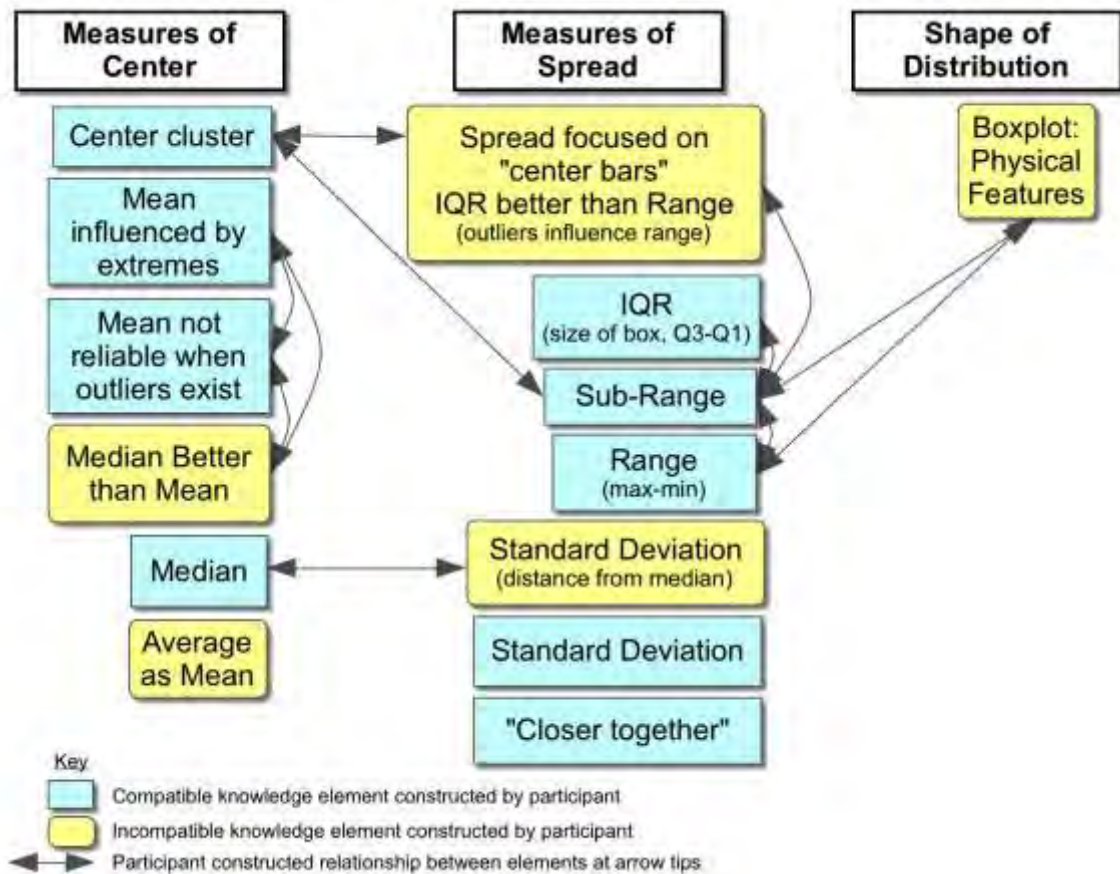 Measures of
Center
Measures of
Spread
Shape of
Distribution
Center cluster
Mean
influenced by
extremes
Mean not
reliable when
outliers exist
Median Better
than Mean
Median
Average
as Mean
Spread focused on
"center bars"
IQR better than Range
(outliers influence range)
IQR
(size of box, Q3-Q1)
Sub-Range
Range
(max-min)
Standard Deviation
(distance from median)
Standard Deviation
"Closer together"
Boxplot:
Physical
Features
Key
Compatible knowledge element constructed by participant
Incompatible knowledge element constructed by participant
Participant constructed relationship between elements at arrow tips